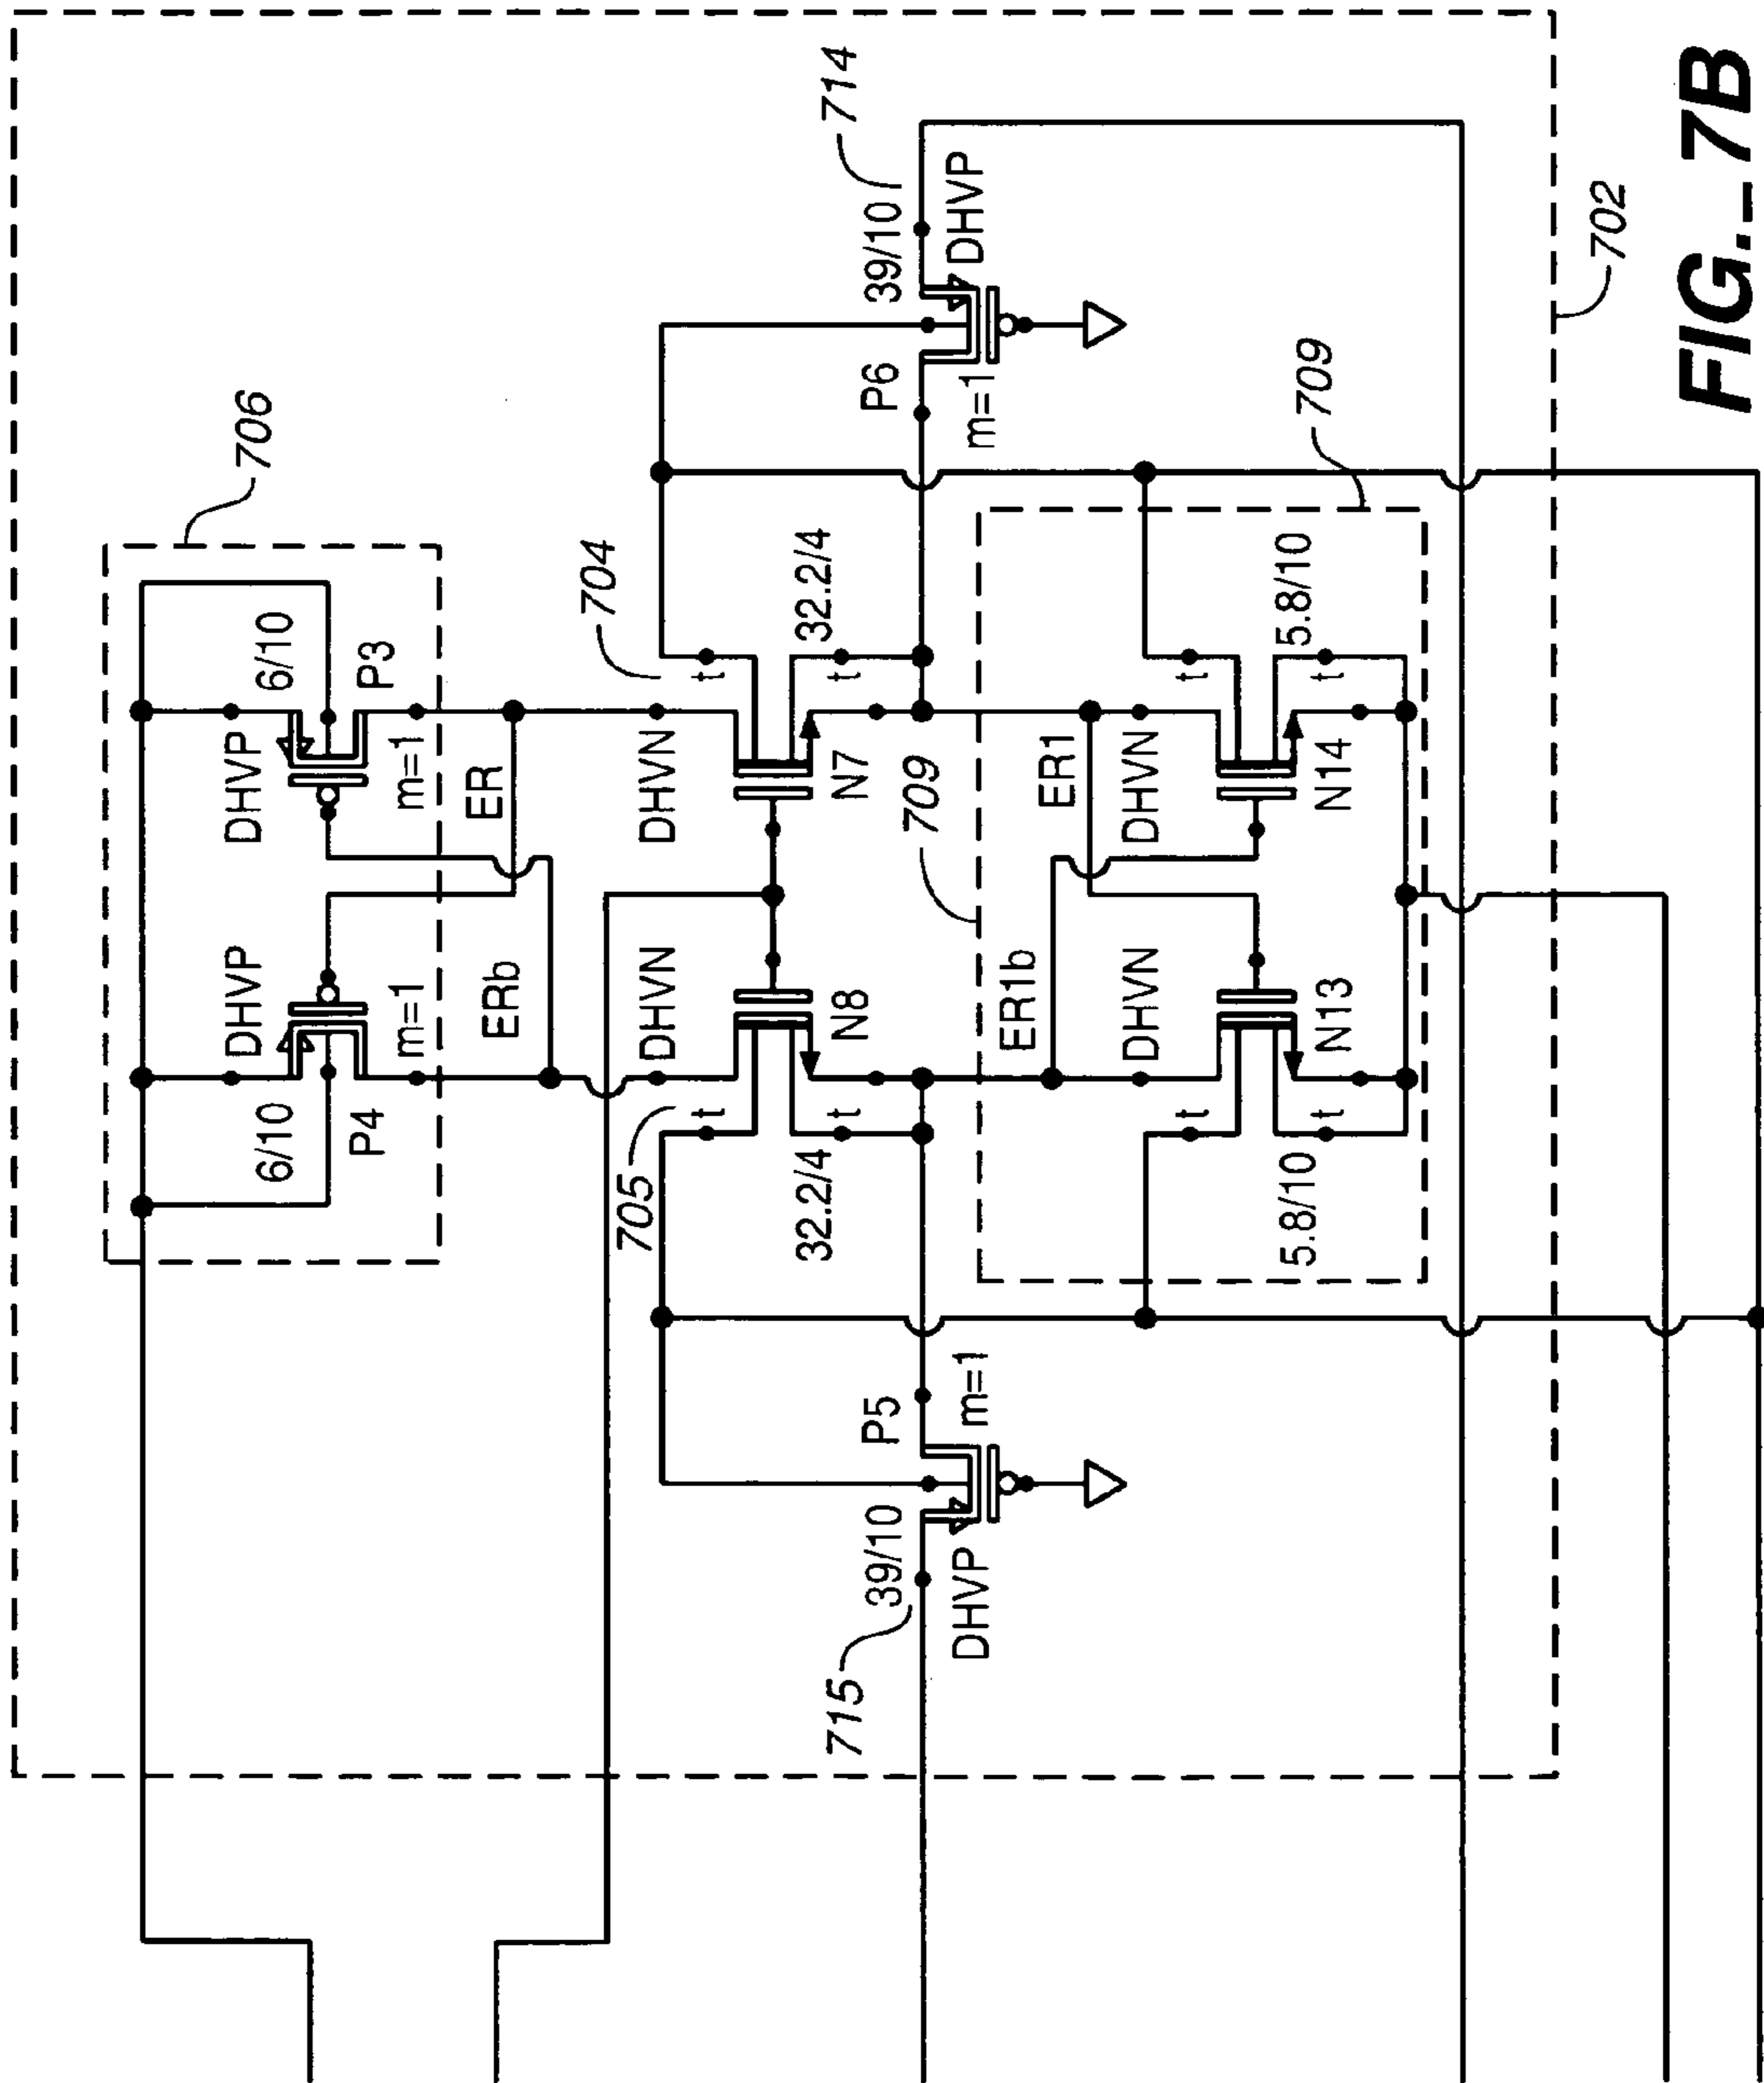 706
DHVP
6/10
P4
m=1
DHVP
6/10
P3
m=1
ERb
ER
705
DHVN
t
32.2/4
t
N8
704
DHVN
t
32.2/4
t
N7
715
39/10
P5
DHVP
m=1
714
P6
39/10
m=1
DHVP
709
709
ER1b
DHVN
t
5.8/10
t
N13
ER1
DHVN
t
5.8/10
t
N14
702
FIG._7B